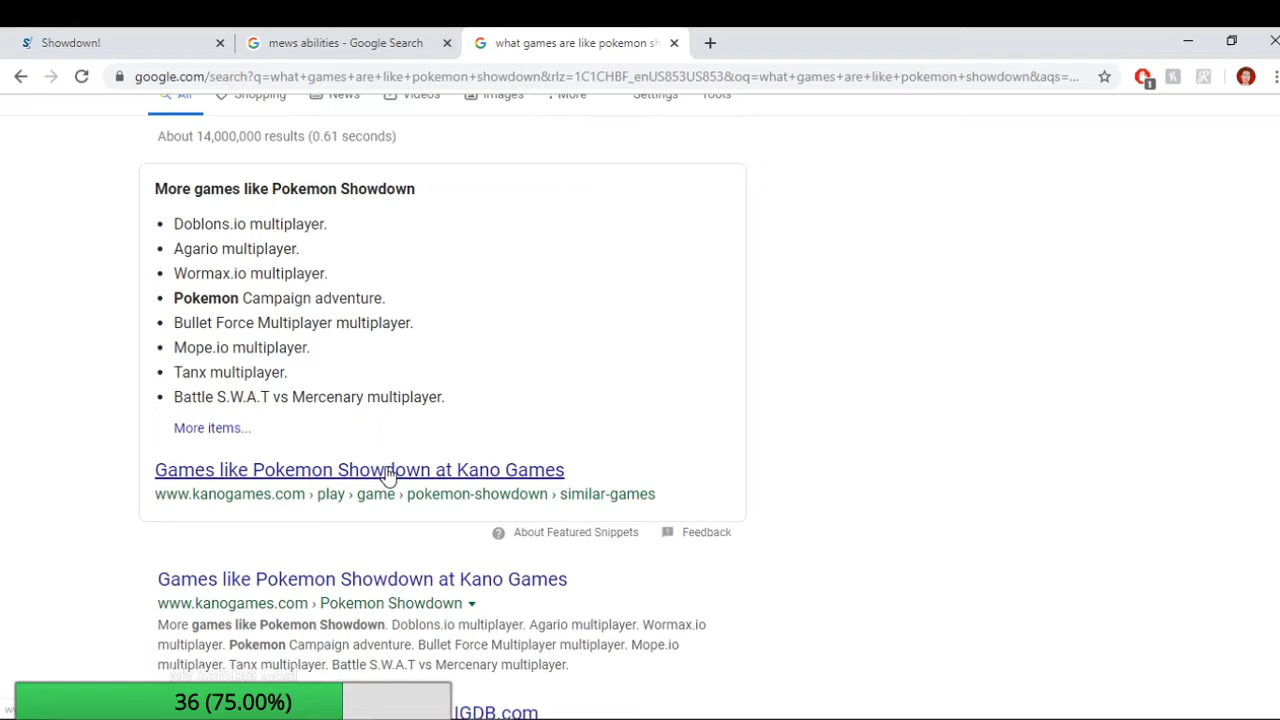 Showdown!
mews abilities - Google Search
what games are like pokemon sh
google.com/search?q=what+games+are+like+pokemon+showdown&rlz=1C1CHBF_enUS853US853&oq=what+games+are+like+pokemon+showdown&aqs=...
1
All Shopping News Videos Images More Settings Tools
About 14,000,000 results (0.61 seconds)
More games like Pokemon Showdown
• Doblons.io multiplayer.
• Agario multiplayer.
• Wormax.io multiplayer.
• Pokemon Campaign adventure.
• Bullet Force Multiplayer multiplayer.
• Mope.io multiplayer.
• Tanx multiplayer.
• Battle S.W.A.T vs Mercenary multiplayer.
More items...
Games like Pokemon Showdown at Kano Games
www.kanogames.com › play › game › pokemon-showdown › similar-games
About Featured Snippets Feedback
Games like Pokemon Showdown at Kano Games
www.kanogames.com › Pokemon Showdown
More games like Pokemon Showdown. Doblons.io multiplayer. Agario multiplayer. Wormax.io
multiplayer. Pokemon Campaign adventure. Bullet Force Multiplayer multiplayer. Mope.io
multiplayer. Tanx multiplayer. Battle S.W.A.T vs Mercenary multiplayer.
36 (75.00%)
IGDB.com